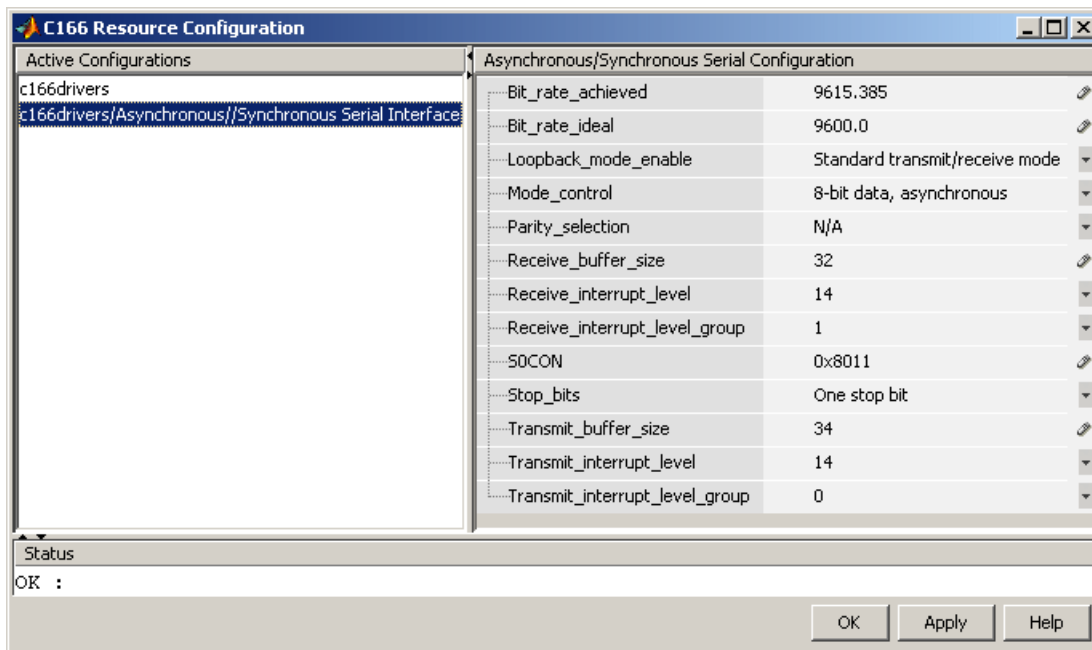 C166 Resource Configuration
Active Configurations
c166drivers
c166drivers/Asynchronous//Synchronous Serial Interface
Asynchronous/Synchronous Serial Configuration
Bit_rate_achieved 9615.385
Bit_rate_ideal 9600.0
Loopback_mode_enable Standard transmit/receive mode
Mode_control 8-bit data, asynchronous
Parity_selection N/A
Receive_buffer_size 32
Receive_interrupt_level 14
Receive_interrupt_level_group 1
S0CON 0x8011
Stop_bits One stop bit
Transmit_buffer_size 34
Transmit_interrupt_level 14
Transmit_interrupt_level_group 0
Status
OK :
OK Apply Help